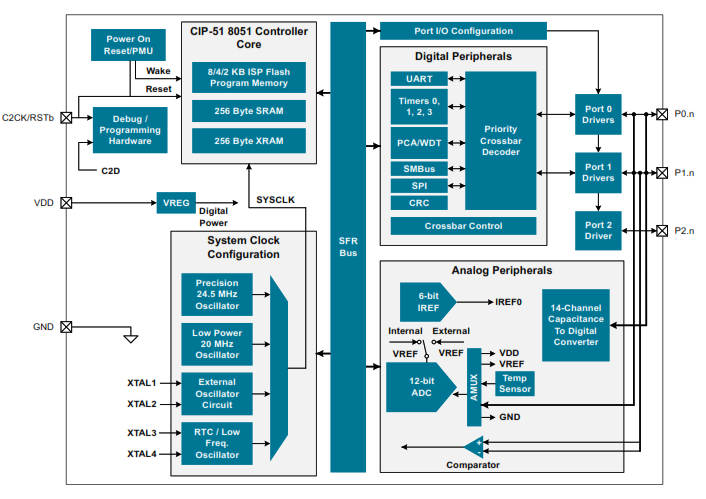 Power On
Reset/PMU
Wake
Reset
C2CK/RSTb
Debug /
Programming
Hardware
C2D
CIP-51 8051 Controller
Core
8/4/2 KB ISP Flash
Program Memory
256 Byte SRAM
256 Byte XRAM
VDD
VREG
Digital
Power
SYSCLK
System Clock
Configuration
Precision
24.5 MHz
Oscillator
Low Power
20 MHz
Oscillator
External
Oscillator
Circuit
RTC / Low
Freq.
Oscillator
GND
XTAL1
XTAL2
XTAL3
XTAL4
SFR
Bus
Port I/O Configuration
Digital Peripherals
UART
Timers 0,
1, 2, 3
PCA/WDT
SMBus
SPI
CRC
Priority
Crossbar
Decoder
Crossbar Control
Port 0
Drivers
Port 1
Drivers
Port 2
Driver
P0.n
P1.n
P2.n
Analog Peripherals
6-bit
IREF
IREF0
14-Channel
Capacitance
To Digital
Converter
Internal
External
VREF
VREF
12-bit
ADC
AMUX
VDD
VREF
Temp
Sensor
GND
+
-
Comparator